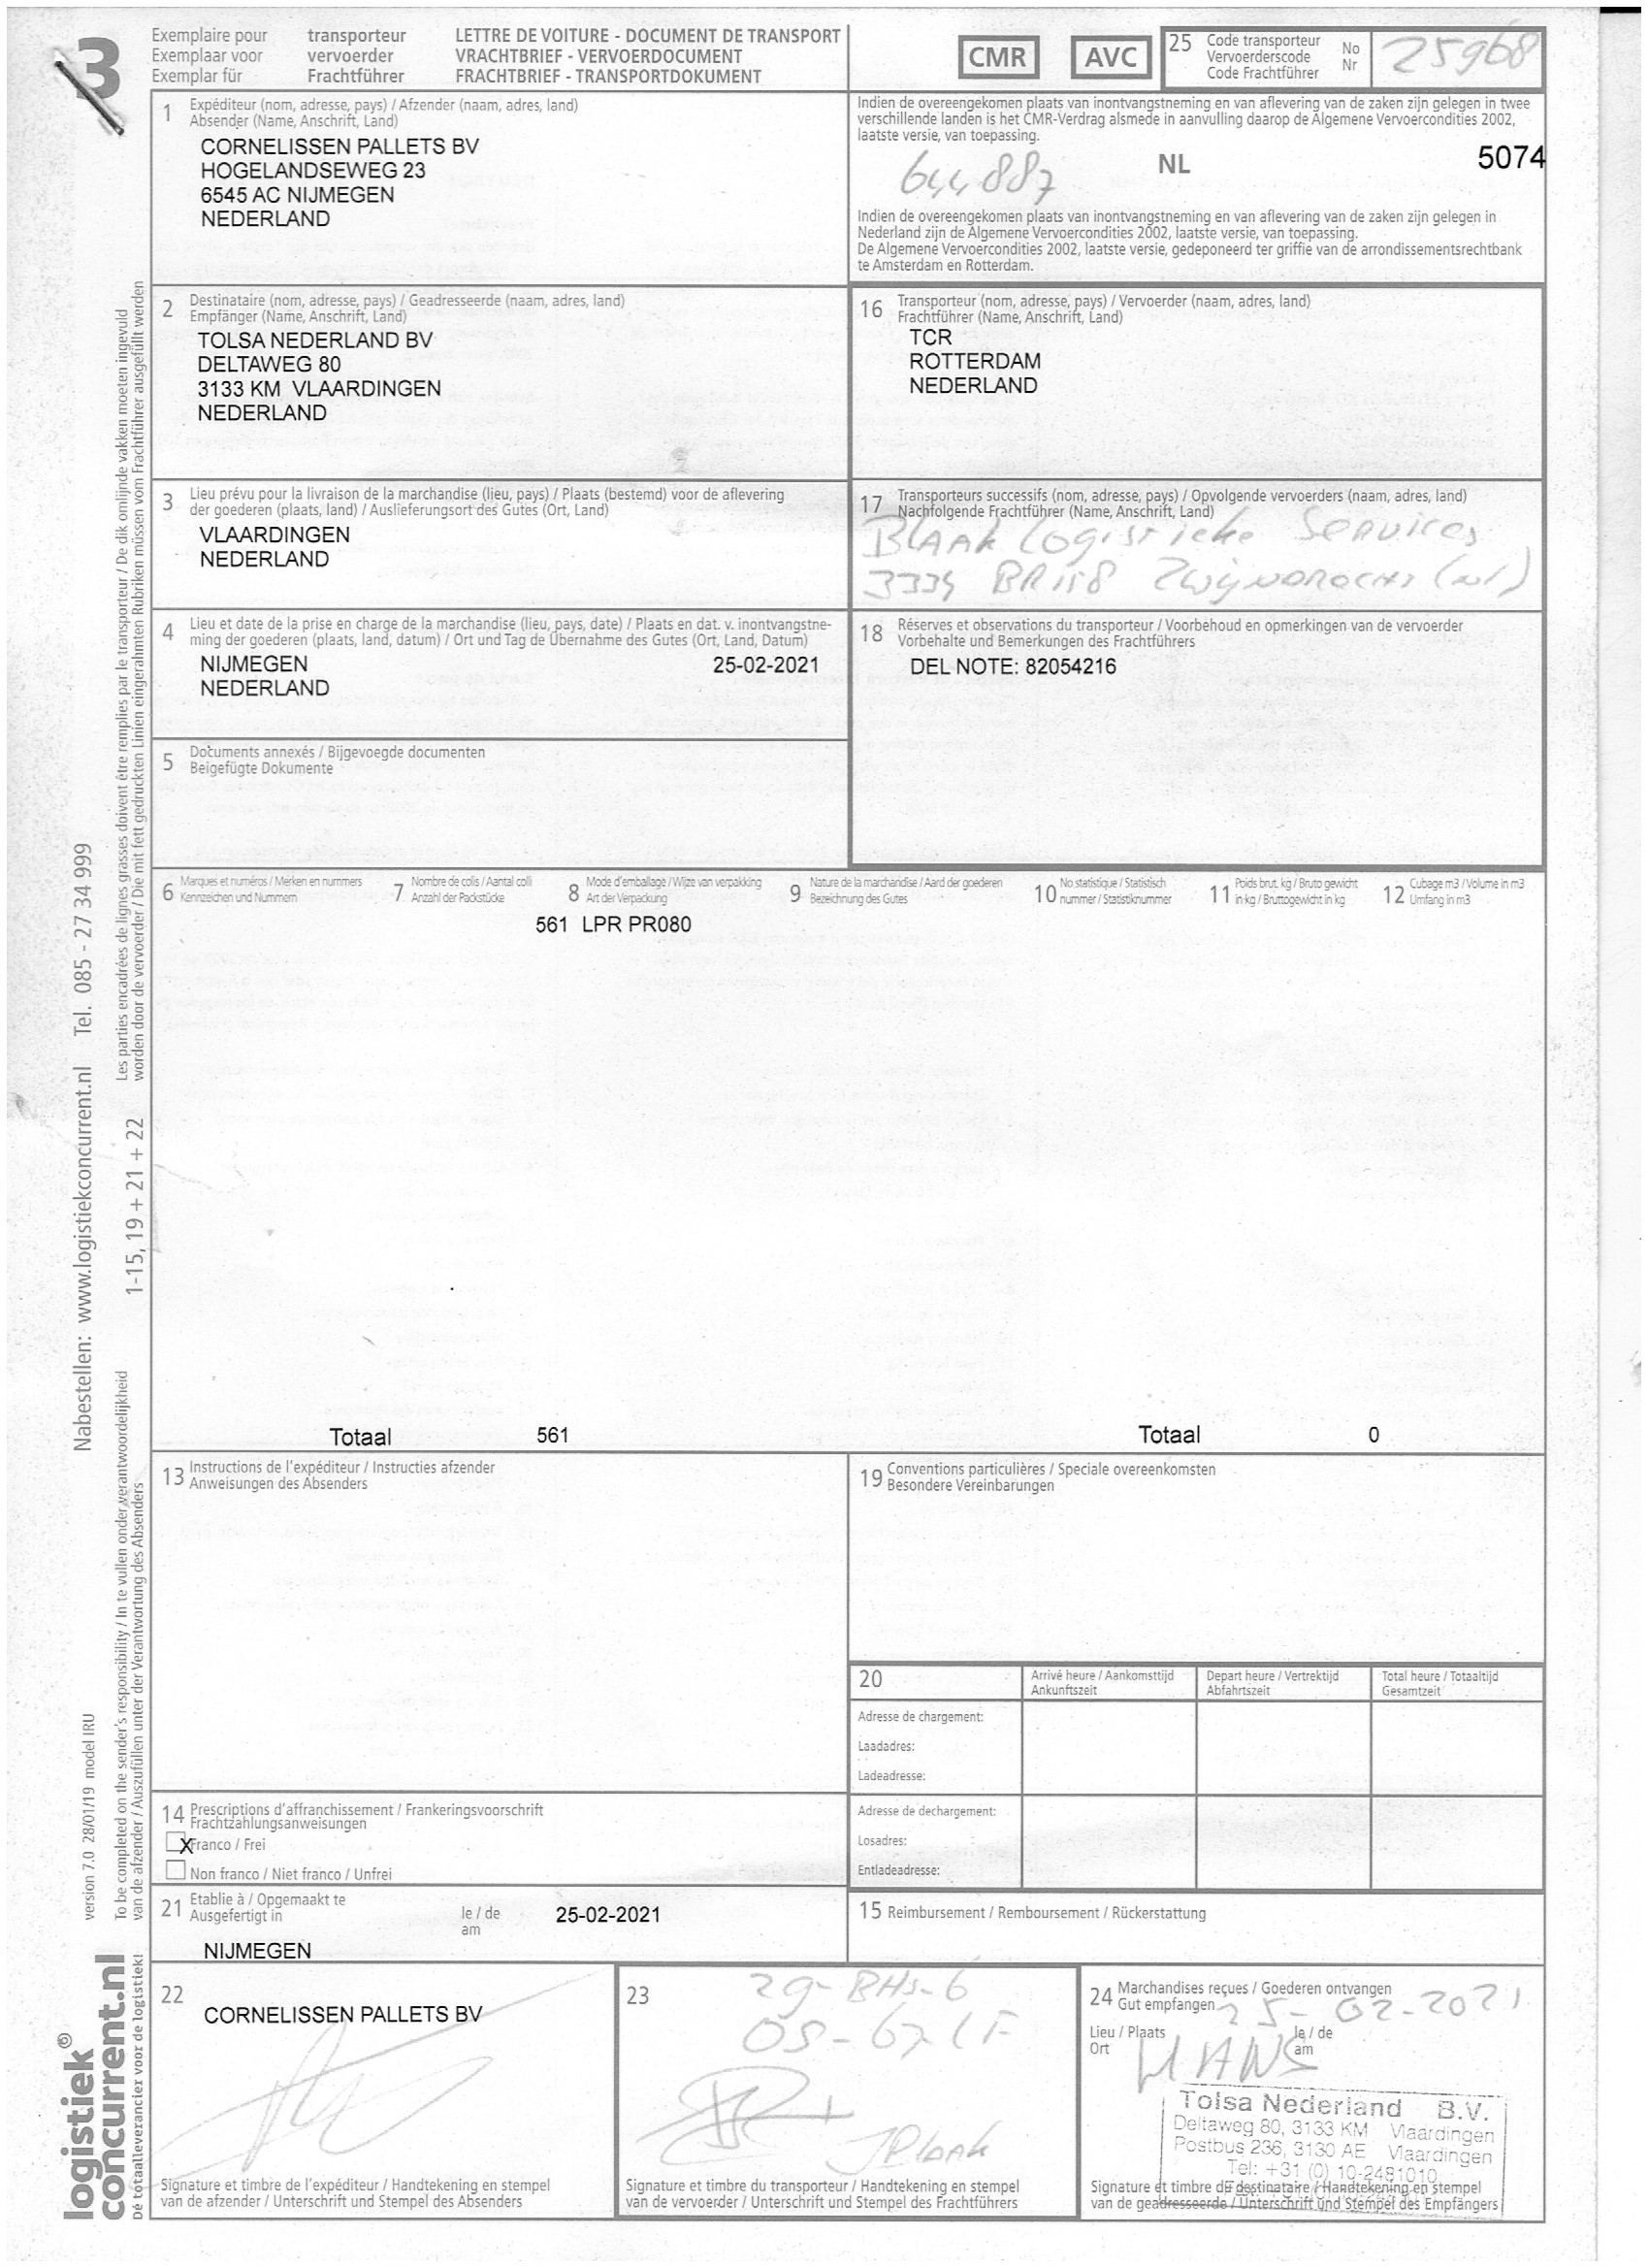 3
Exemplaire pour transporteur
Exemplaar voor vervoerder
Exemplar für Frachtführer
LETTRE DE VOITURE - DOCUMENT DE TRANSPORT
VRACHTBRIEF - VERVOERDOCUMENT
FRACHTBRIEF - TRANSPORTDOKUMENT
CMR
AVC
25 Code transporteur No
Vervoerderscode Nr
Code Frachtführer
25968
1 Expéditeur (nom, adresse, pays) / Afzender (naam, adres, land)
Absender (Name, Anschrift, Land)
CORNELISSEN PALLETS BV
HOGELANDSEWEG 23
6545 AC NIJMEGEN
NEDERLAND
Indien de overeengekomen plaats van inontvangstneming en van aflevering van de zaken zijn gelegen in twee
verschillende landen is het CMR-Verdrag alsmede in aanvulling daarop de Algemene Vervoercondities 2002,
laatste versie, van toepassing.
644887
NL
5074
Indien de overeengekomen plaats van inontvangstneming en van aflevering van de zaken zijn gelegen in
Nederland zijn de Algemene Vervoercondities 2002, laatste versie, van toepassing.
De Algemene Vervoercondities 2002, laatste versie, gedeponeerd ter griffie van de arrondissementsrechtbank
te Amsterdam en Rotterdam.
2 Destinataire (nom, adresse, pays) / Geadresseerde (naam, adres, land)
Empfänger (Name, Anschrift, Land)
TOLSA NEDERLAND BV
DELTAWEG 80
3133 KM VLAARDINGEN
NEDERLAND
16 Transporteur (nom, adresse, pays) / Vervoerder (naam, adres, land)
Frachtführer (Name, Anschrift, Land)
TCR
ROTTERDAM
NEDERLAND
3 Lieu prévu pour la livraison de la marchandise (lieu, pays) / Plaats (bestemd) voor de aflevering
der goederen (plaats, land) / Auslieferungsort des Gutes (Ort, Land)
VLAARDINGEN
NEDERLAND
17 Transporteurs successifs (nom, adresse, pays) / Opvolgende vervoerders (naam, adres, land)
Nachfolgende Frachtführer (Name, Anschrift, Land)
BLAAK Logistieke Services
3334 BR 158 Zwijndrecht (NL)
4 Lieu et date de la prise en charge de la marchandise (lieu, pays, date) / Plaats en dat. v. inontvangstne-
ming der goederen (plaats, land, datum) / Ort und Tag de Übernahme des Gutes (Ort, Land, Datum)
NIJMEGEN 25-02-2021
NEDERLAND
18 Réserves et observations du transporteur / Voorbehoud en opmerkingen van de vervoerder
Vorbehalte und Bemerkungen des Frachtführers
DEL NOTE: 82054216
5 Documents annexés / Bijgevoegde documenten
Beigefügte Dokumente
6 Marques et numéros / Merken en nummers
Kennzeichen und Nummern
7 Nombre de colis / Aantal colli
Anzahl der Packstücke
8 Mode d'emballage / Wijze van verpakking
Art der Verpackung
9 Nature de la marchandise / Aard der goederen
Bezeichnung des Gutes
10 No statistique / Statistisch
nummer / Statistiknummer
11 Poids brut. kg / Bruto gewicht
in kg / Bruttogewicht in kg
12 Cubage m3 / Volume in m3
Umfang in m3
561 LPR PR080
Totaal 561 Totaal 0
13 Instructions de l'expéditeur / Instructies afzender
Anweisungen des Absenders
19 Conventions particulières / Speciale overeenkomsten
Besondere Vereinbarungen
20
Arrivé heure / Aankomsttijd
Ankunftszeit
Depart heure / Vertrektijd
Abfahrtszeit
Total heure / Totaaltijd
Gesamtzeit
Adresse de chargement:
Laadadres:
Ladeadresse:
Adresse de dechargement:
Losadres:
Entladeadresse:
14 Prescriptions d'affranchissement / Frankeringsvoorschrift
Frachtzahlungsanweisungen
X Franco / Frei
Non franco / Niet franco / Unfrei
21 Etablie à / Opgemaakt te
Ausgefertigt in
le / de
am
25-02-2021
NIJMEGEN
15 Reimbursement / Remboursement / Rückerstattung
22
CORNELISSEN PALLETS BV
Signature et timbre de l'expéditeur / Handtekening en stempel
van de afzender / Unterschrift und Stempel des Absenders
23
29-BHS-6
OS-67LF
JBlaak
Signature et timbre du transporteur / Handtekening en stempel
van de vervoerder / Unterschrift und Stempel des Frachtführers
24 Marchandises reçues / Goederen ontvangen
Gut empfangen
25-02-2021
Lieu / Plaats
Ort
le / de
am
HANS
Tolsa Nederland B.V.
Deltaweg 80, 3133 KM Vlaardingen
Postbus 236, 3130 AE Vlaardingen
Tel: +31 (0) 10-2481010
Signature et timbre de destinataire / Handtekening en stempel
van de geadresseerde / Unterschrift und Stempel des Empfängers
Les parties encadrées de lignes grasses doivent être remplies par le transporteur / De dik omlijnde vakken moeten ingevuld
worden door de vervoerder / Die mit fett gedruckten Linien eingerahmten Rubriken müssen vom Frachtführer ausgefüllt werden
1-15, 19 + 21 + 22
Nabestellen: www.logistiekconcurrent.nl Tel. 085 - 27 34 999
To be completed on the sender's responsibility / In te vullen onder verantwoordelijkheid
van de afzender / Auszufüllen unter der Verantwortung des Absenders
version 7.0 28/01/19 model IRU
logistiek®
concurrent.nl
Dé totaalleverancier voor de logistiek!